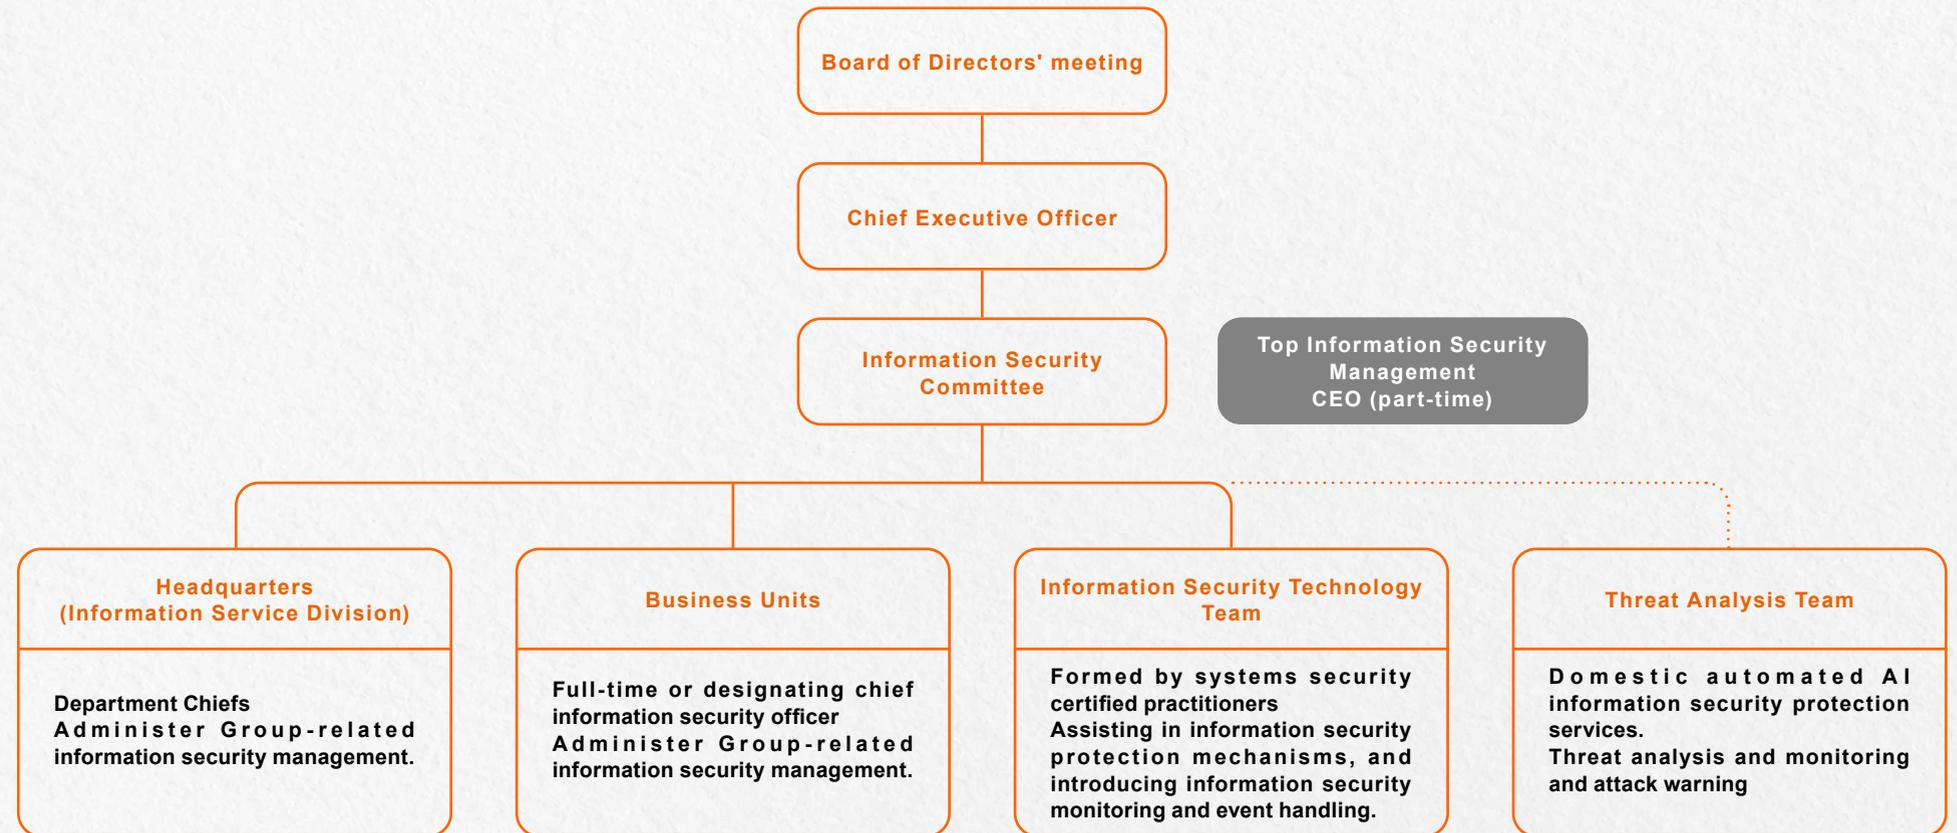 Board of Directors' meeting
Chief Executive Officer
Information Security
Committee
Top Information Security
Management
CEO (part-time)
Headquarters
(Information Service Division)
Department Chiefs
Administer Group-related
information security management.
Business Units
Full-time or designating chief
information security officer
Administer Group-related
information security management.
Information Security Technology
Team
Formed by systems security
certified practitioners
Assisting in information security
protection mechanisms, and
introducing information security
monitoring and event handling.
Threat Analysis Team
Domestic automated AI
information security protection
services.
Threat analysis and monitoring
and attack warning